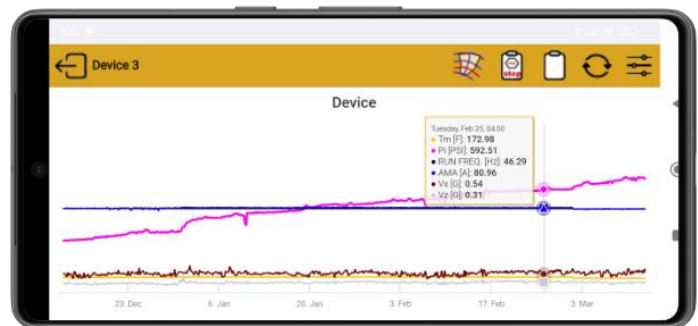 Device 3
stop
Device
Tuesday, Feb 25, 04:00
Tm [F]: 172.98
PI [PSI]: 592.51
RUN FREQ. [Hz]: 46.29
AMA [A]: 80.96
Vx [G]: 0.54
Vz [G]: 0.31
23. Dec
6. Jan
20. Jan
3. Feb
17. Feb
3. Mar